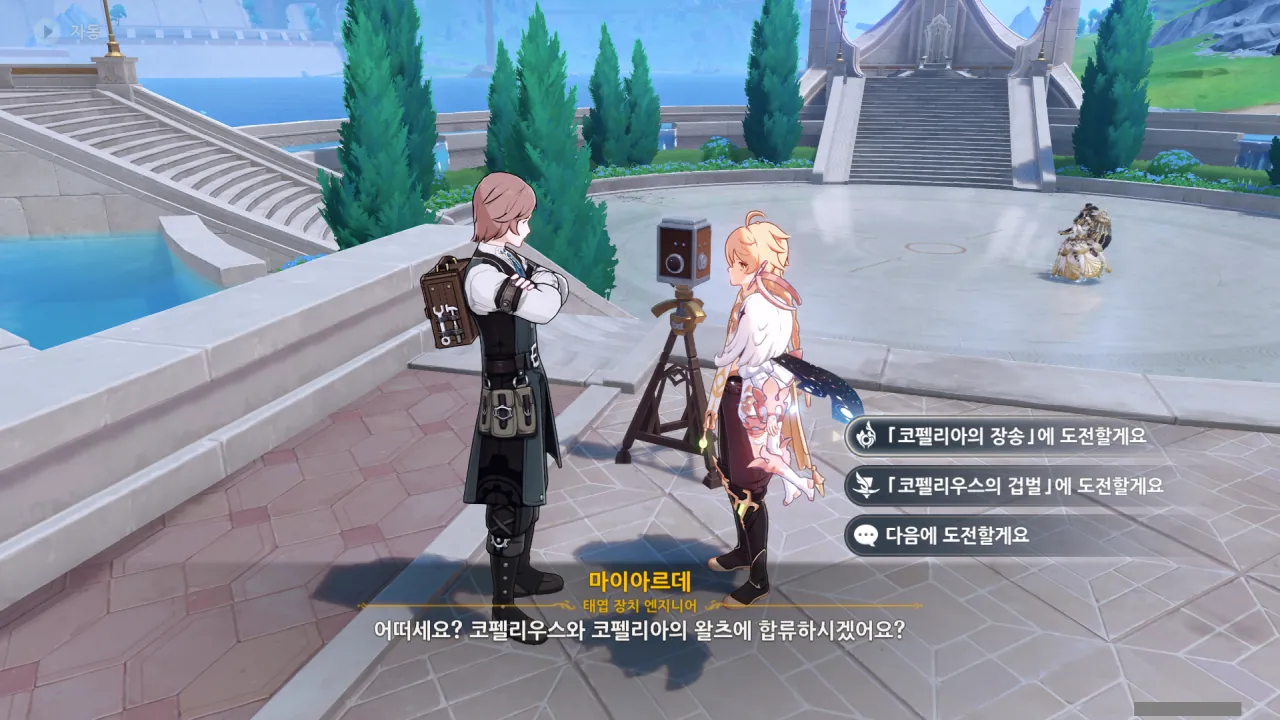 자동
「코펠리아의 장송」에 도전할게요
「코펠리우스의 겁벌」에 도전할게요
다음에 도전할게요
마이아르데
태엽 장치 엔지니어
어떠세요? 코펠리우스와 코펠리아의 왈츠에 합류하시겠어요?